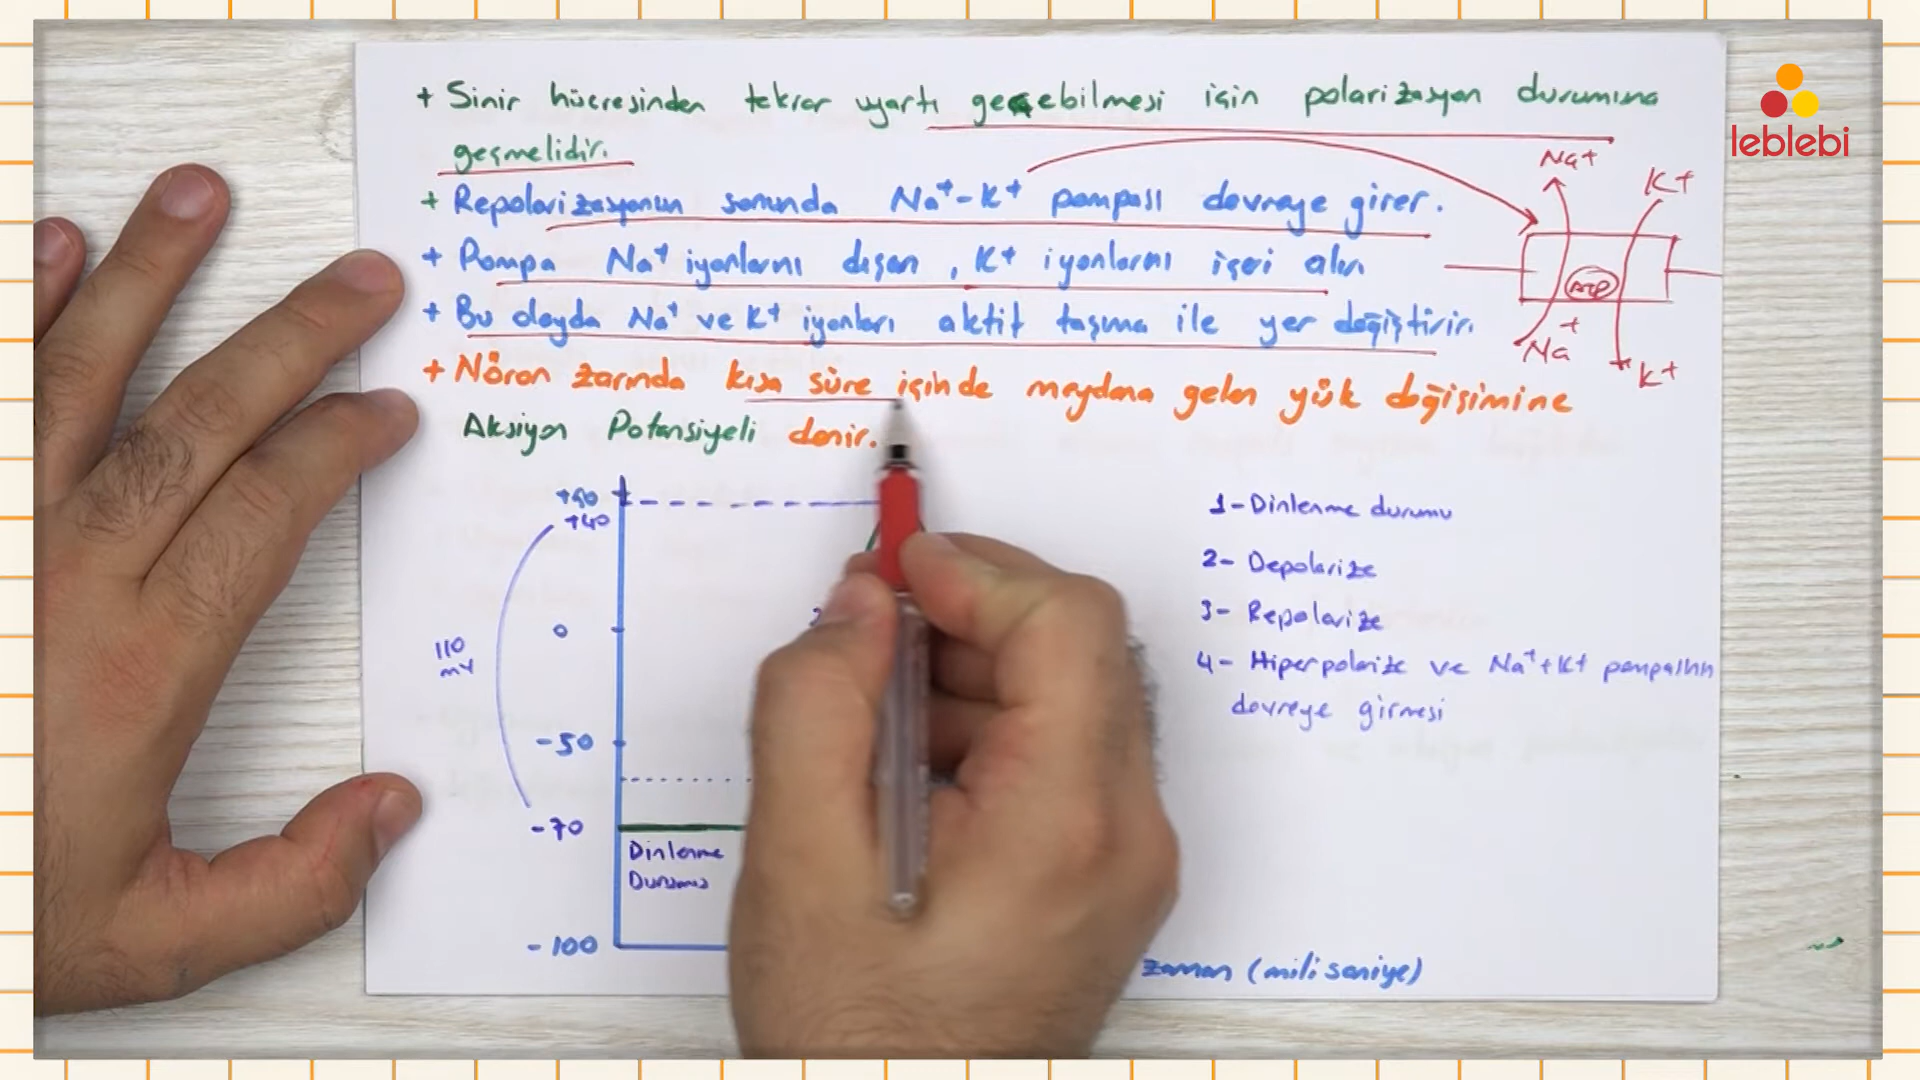 + Sinir hücresinden tekrar uyartı geçebilmesi için polarizasyon durumuna
geçmelidir.
+ Repolarizasyonun sonunda Na⁺-K⁺ pompası devreye girer.
+ Pompa Na⁺ iyonlarını dışarı, K⁺ iyonlarını içeri alır.
+ Bu olayda Na⁺ ve K⁺ iyonları aktif taşıma ile yer değiştirir.
+ Nöron zarında kısa süre içinde meydana gelen yük değişimine
Aksiyon Potansiyeli denir.
Na+
K+
ATP
Na+
K+
leblebi
+40
0
-50
-70
-100
110
mV
Dinlenme
Durumu
1-Dinlenme durumu
2- Depolarize
3- Repolarize
4- Hiperpolarize ve Na⁺+K+ pompasının
devreye girmesi
zaman (milisaniye)